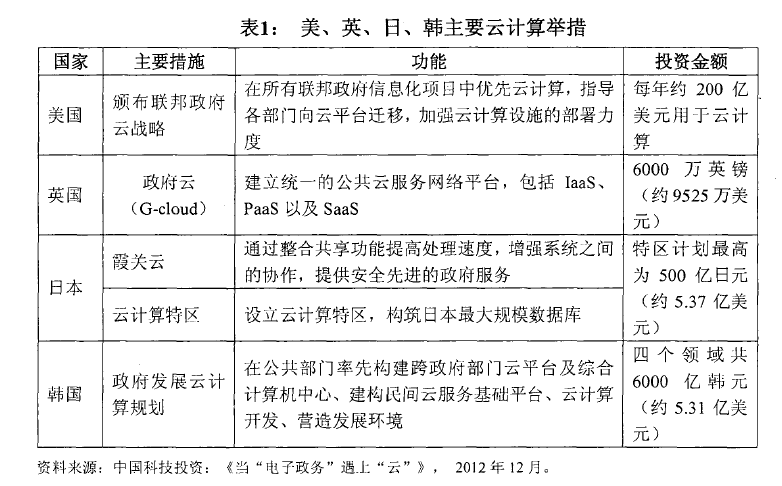 表1： 美、英、日、韩主要云计算举措
国家 主要措施 功能 投资金额
美国
颁布联邦政府
云战略
在所有联邦政府信息化项目中优先云计算，指导
各部门向云平台迁移，加强云计算设施的部署力
度
每年约 200 亿
美元用于云计
算
英国
政府云
（G-cloud）
建立统一的公共云服务网络平台，包括 IaaS、
PaaS 以及 SaaS
6000 万英镑
（约 9525 万美
元）
日本
霞关云
通过整合共享功能提高处理速度，增强系统之间
的协作，提供安全先进的政府服务
云计算特区
设立云计算特区，构筑日本最大规模数据库
特区计划最高
为 500 亿日元
（约 5.37 亿美
元）
韩国
政府发展云计
算规划
在公共部门率先构建跨政府部门云平台及综合
计算机中心、建构民间云服务基础平台、云计算
开发、营造发展环境
四个领域共
6000 亿韩元
（约 5.31 亿美
元）
资料来源：中国科技投资：《当“电子政务”遇上“云”》， 2012 年 12 月。